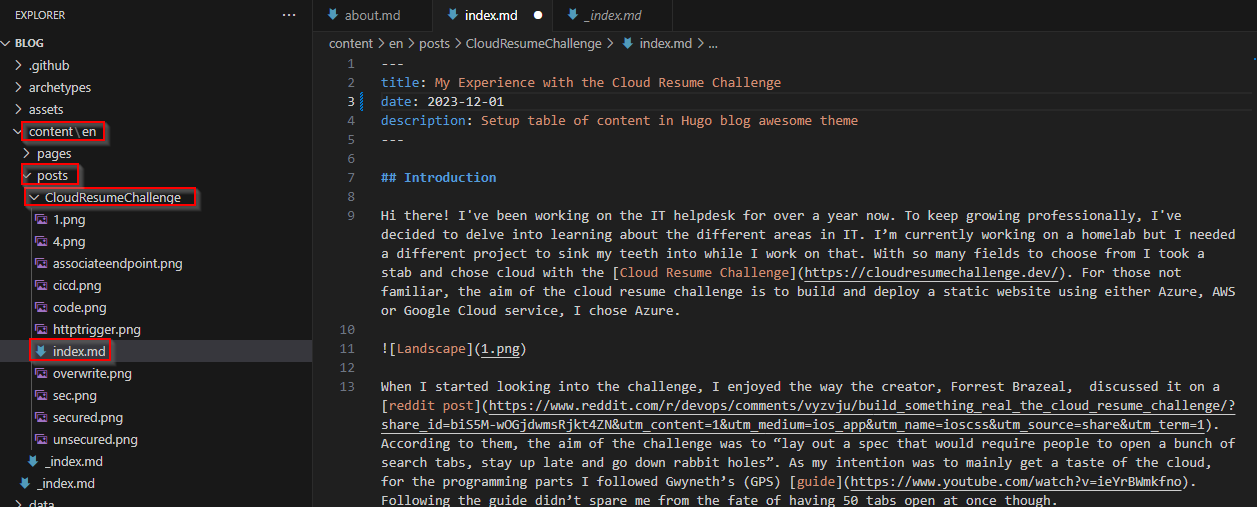 EXPLORER
···
about.md
index.md
_index.md
BLOG
content > en > posts > CloudResumeChallenge > index.md > ...
.github
archetypes
assets
content\en
pages
posts
CloudResumeChallenge
1.png
4.png
associateendpoint.png
cicd.png
code.png
httptrigger.png
index.md
overwrite.png
sec.png
secured.png
unsecured.png
_index.md
_index.md
data
1 ---
2 title: My Experience with the Cloud Resume Challenge
3 date: 2023-12-01
4 description: Setup table of content in Hugo blog awesome theme
5 ---
6
7 ## Introduction
8
9 Hi there! I've been working on the IT helpdesk for over a year now. To keep growing professionally, I've
decided to delve into learning about the different areas in IT. I’m currently working on a homelab but I needed
a different project to sink my teeth into while I work on that. With so many fields to choose from I took a
stab and chose cloud with the [Cloud Resume Challenge](https://cloudresumechallenge.dev/). For those not
familiar, the aim of the cloud resume challenge is to build and deploy a static website using either Azure, AWS
or Google Cloud service, I chose Azure.
10
11 ![Landscape](1.png)
12
13 When I started looking into the challenge, I enjoyed the way the creator, Forrest Brazeal,  discussed it on a
[reddit post](https://www.reddit.com/r/devops/comments/vyzvju/build_something_real_the_cloud_resume_challenge/?
share_id=biS5M-wOGjdwmsRjkt4ZN&utm_content=1&utm_medium=ios_app&utm_name=ioscss&utm_source=share&utm_term=1).
According to them, the aim of the challenge was to “lay out a spec that would require people to open a bunch of
search tabs, stay up late and go down rabbit holes”. As my intention was to mainly get a taste of the cloud,
for the programming parts I followed Gwyneth’s (GPS) [guide](https://www.youtube.com/watch?v=ieYrBWmkfno).
Following the guide didn’t spare me from the fate of having 50 tabs open at once though.